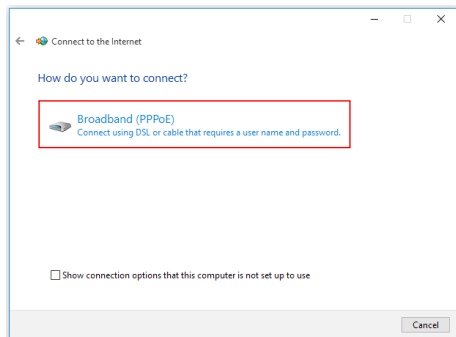 Connect to the Internet
How do you want to connect?
Broadband (PPPoE)
Connect using DSL or cable that requires a user name and password.
Show connection options that this computer is not set up to use
Cancel